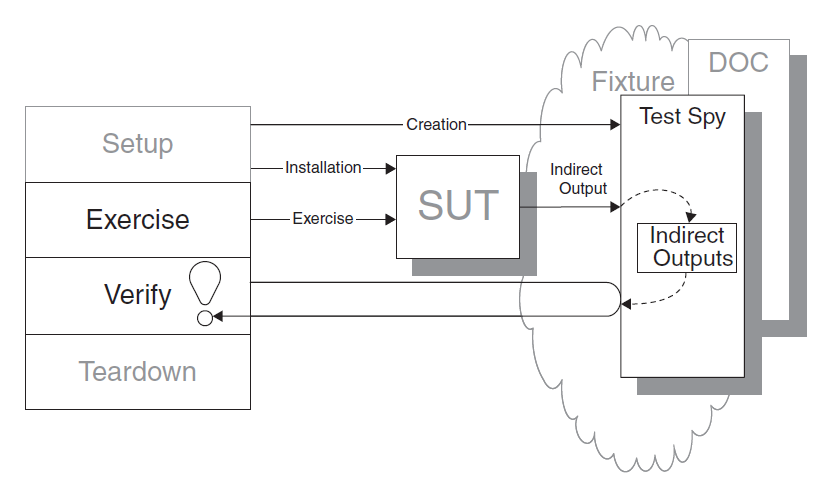 Setup
Exercise
Verify
Teardown
Creation
Installation
Exercise
SUT
Indirect
Output
Fixture
DOC
Test Spy
Indirect
Outputs